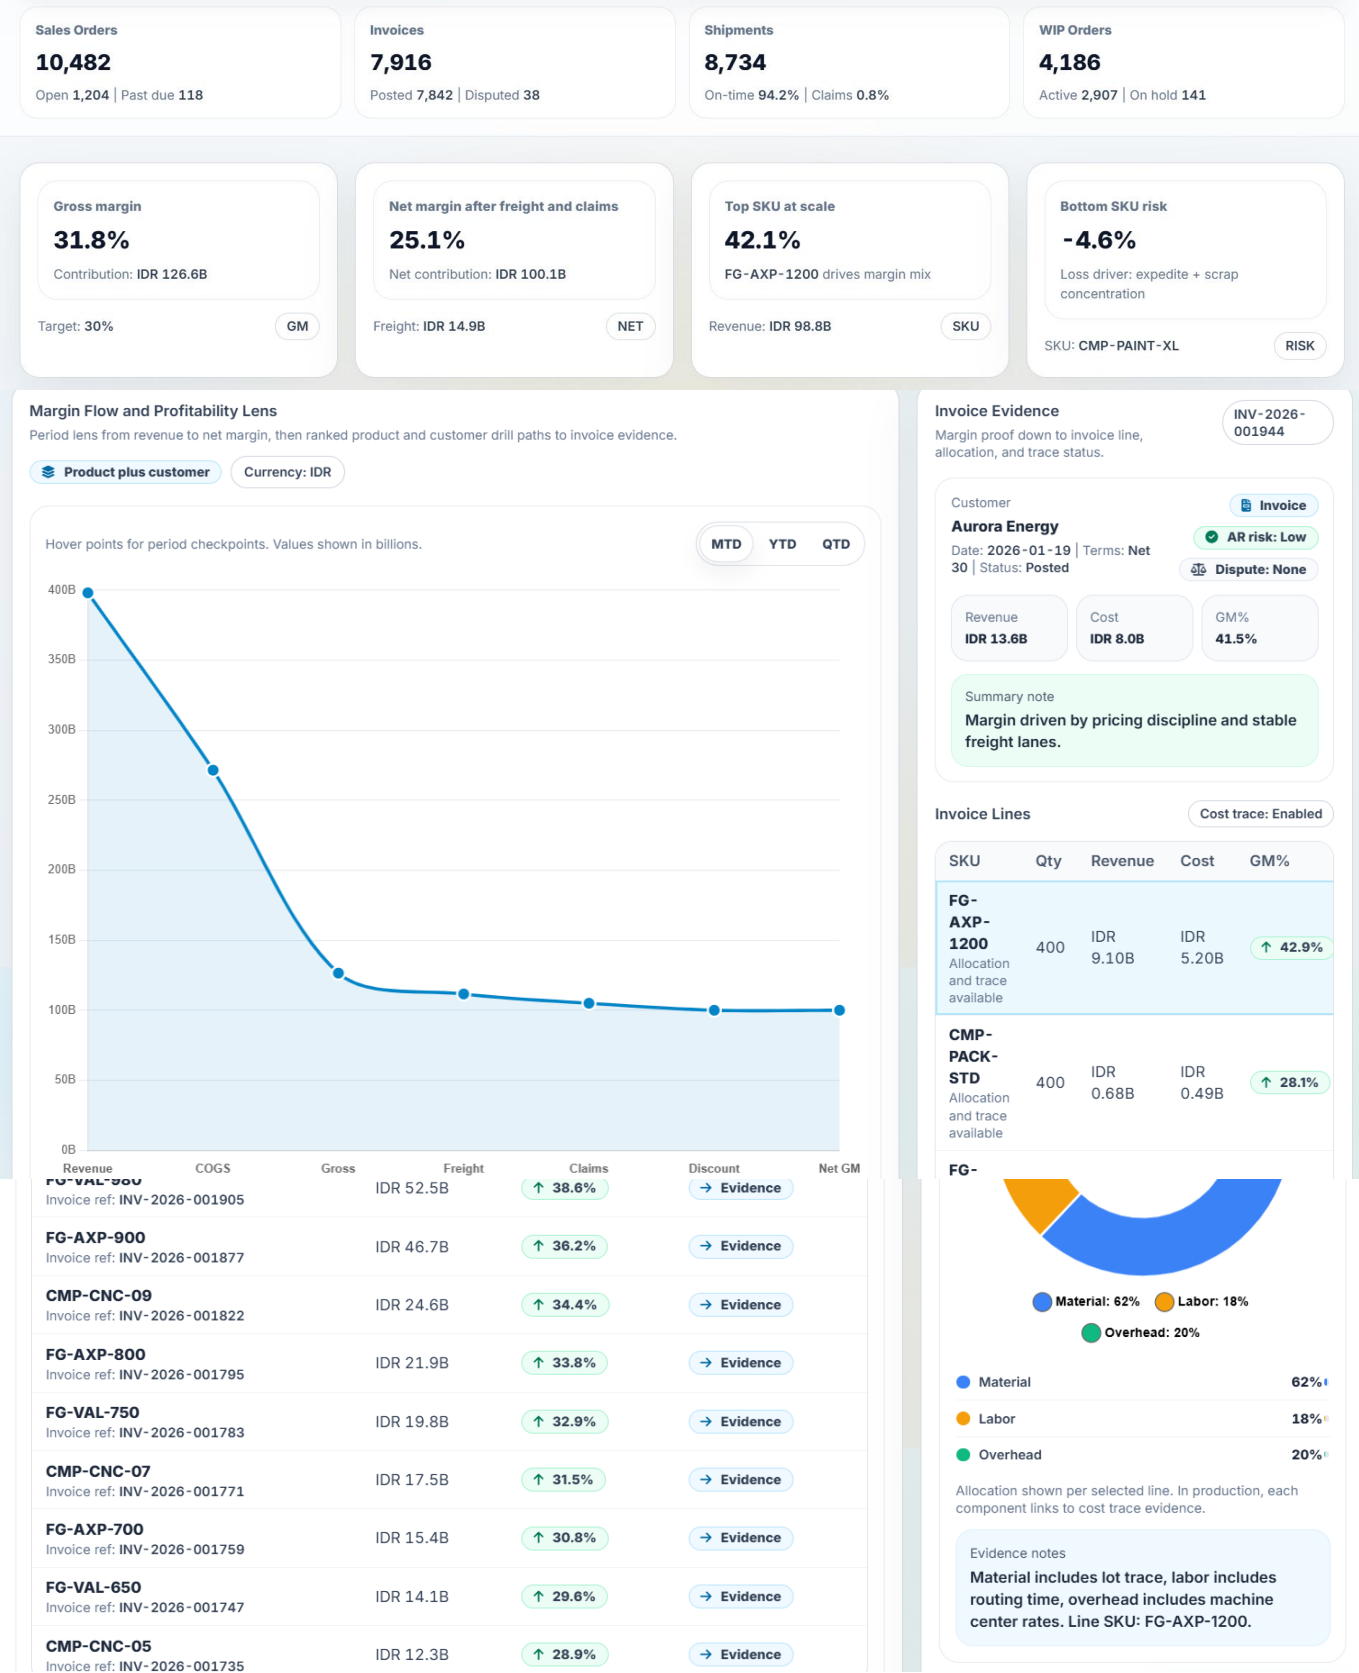 Sales Orders
10,482
Open 1,204 | Past due 118
Invoices
7,916
Posted 7,842 | Disputed 38
Shipments
8,734
On-time 94.2% | Claims 0.8%
WIP Orders
4,186
Active 2,907 | On hold 141
Gross margin
31.8%
Contribution: IDR 126.6B
Target: 30%
GM
Net margin after freight and claims
25.1%
Net contribution: IDR 100.1B
Freight: IDR 14.9B
NET
Top SKU at scale
42.1%
FG-AXP-1200 drives margin mix
Revenue: IDR 98.8B
SKU
Bottom SKU risk
-4.6%
Loss driver: expedite + scrap
concentration
SKU: CMP-PAINT-XL
RISK
Margin Flow and Profitability Lens
Period lens from revenue to net margin, then ranked product and customer drill paths to invoice evidence.
Product plus customer
Currency: IDR
Hover points for period checkpoints. Values shown in billions.
MTD
YTD
QTD
400B
350B
300B
250B
200B
150B
100B
50B
0B
Revenue
COGS
Gross
Freight
Claims
Discount
Net GM
FG-VAL-980
IDR 52.5B
38.6%
Evidence
Invoice ref: INV-2026-001905
FG-AXP-900
IDR 46.7B
36.2%
Evidence
Invoice ref: INV-2026-001877
CMP-CNC-09
IDR 24.6B
34.4%
Evidence
Invoice ref: INV-2026-001822
FG-AXP-800
IDR 21.9B
33.8%
Evidence
Invoice ref: INV-2026-001795
FG-VAL-750
IDR 19.8B
32.9%
Evidence
Invoice ref: INV-2026-001783
CMP-CNC-07
IDR 17.5B
31.5%
Evidence
Invoice ref: INV-2026-001771
FG-AXP-700
IDR 15.4B
30.8%
Evidence
Invoice ref: INV-2026-001759
FG-VAL-650
IDR 14.1B
29.6%
Evidence
Invoice ref: INV-2026-001747
CMP-CNC-05
IDR 12.3B
28.9%
Evidence
Invoice ref: INV-2026-001735
Invoice Evidence
Margin proof down to invoice line,
allocation, and trace status.
INV-2026-
001944
Customer
Aurora Energy
Date: 2026-01-19 | Terms: Net
30 | Status: Posted
Invoice
AR risk: Low
Dispute: None
Revenue
IDR 13.6B
Cost
IDR 8.0B
GM%
41.5%
Summary note
Margin driven by pricing discipline and stable
freight lanes.
Invoice Lines
Cost trace: Enabled
SKU
Qty
Revenue
Cost
GM%
FG-
AXP-
1200
Allocation
and trace
available
400
IDR
9.10B
IDR
5.20B
42.9%
CMP-
PACK-
STD
Allocation
and trace
available
400
IDR
0.68B
IDR
0.49B
28.1%
FG-
Material: 62%
Labor: 18%
Overhead: 20%
Material
62%
Labor
18%
Overhead
20%
Allocation shown per selected line. In production, each
component links to cost trace evidence.
Evidence notes
Material includes lot trace, labor includes
routing time, overhead includes machine
center rates. Line SKU: FG-AXP-1200.